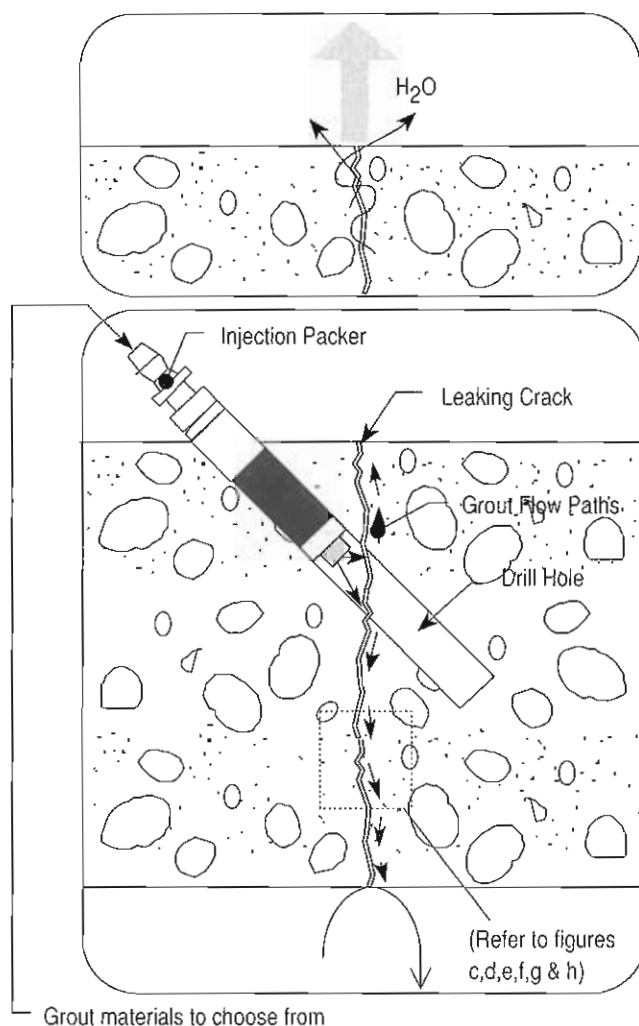 H₂O
Injection Packer
Leaking Crack
Grout Flow Paths
Drill Hole
(Refer to figures
c,d,e,f,g & h)
Grout materials to choose from